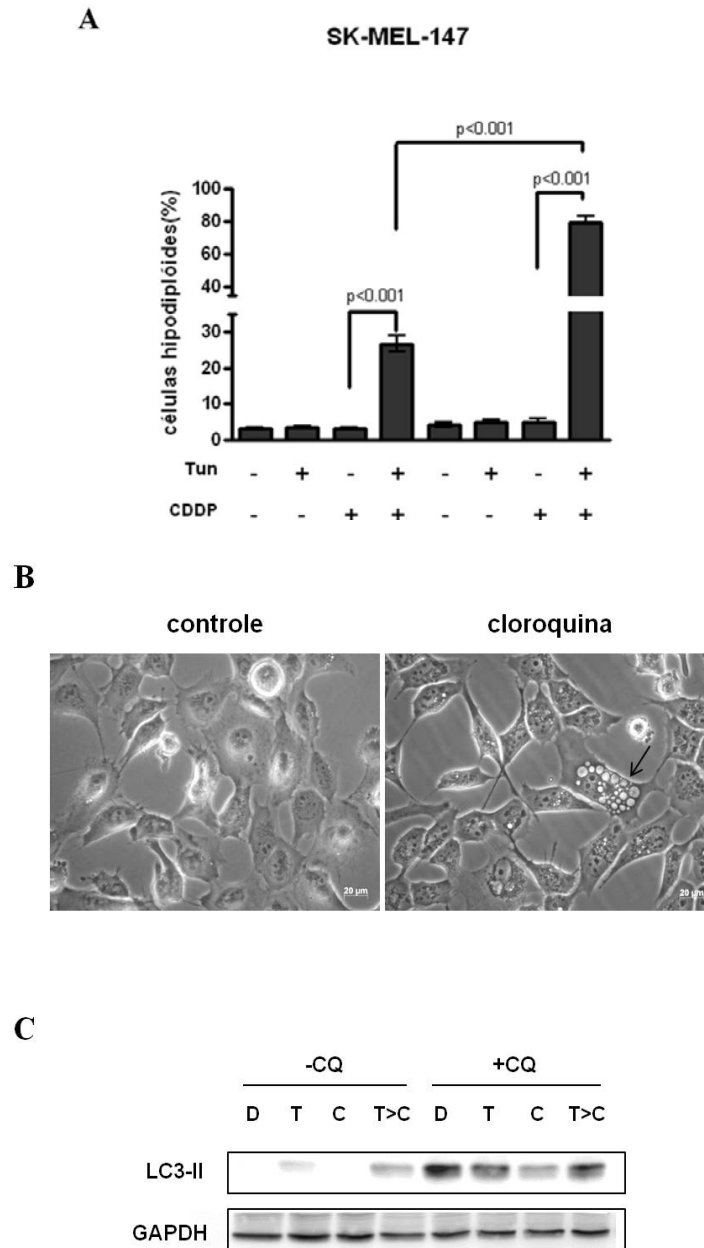 A
SK-MEL-147
p<0.001
p<0.001
p<0.001
células hipodiplóides(%)
100
80
60
40
30
20
10
0
Tun - + - + - + - +
CDDP - - + + - - + +
B
controle cloroquina
20 µm 20 µm
C
-CQ +CQ
D T C T>C D T C T>C
LC3-II
GAPDH